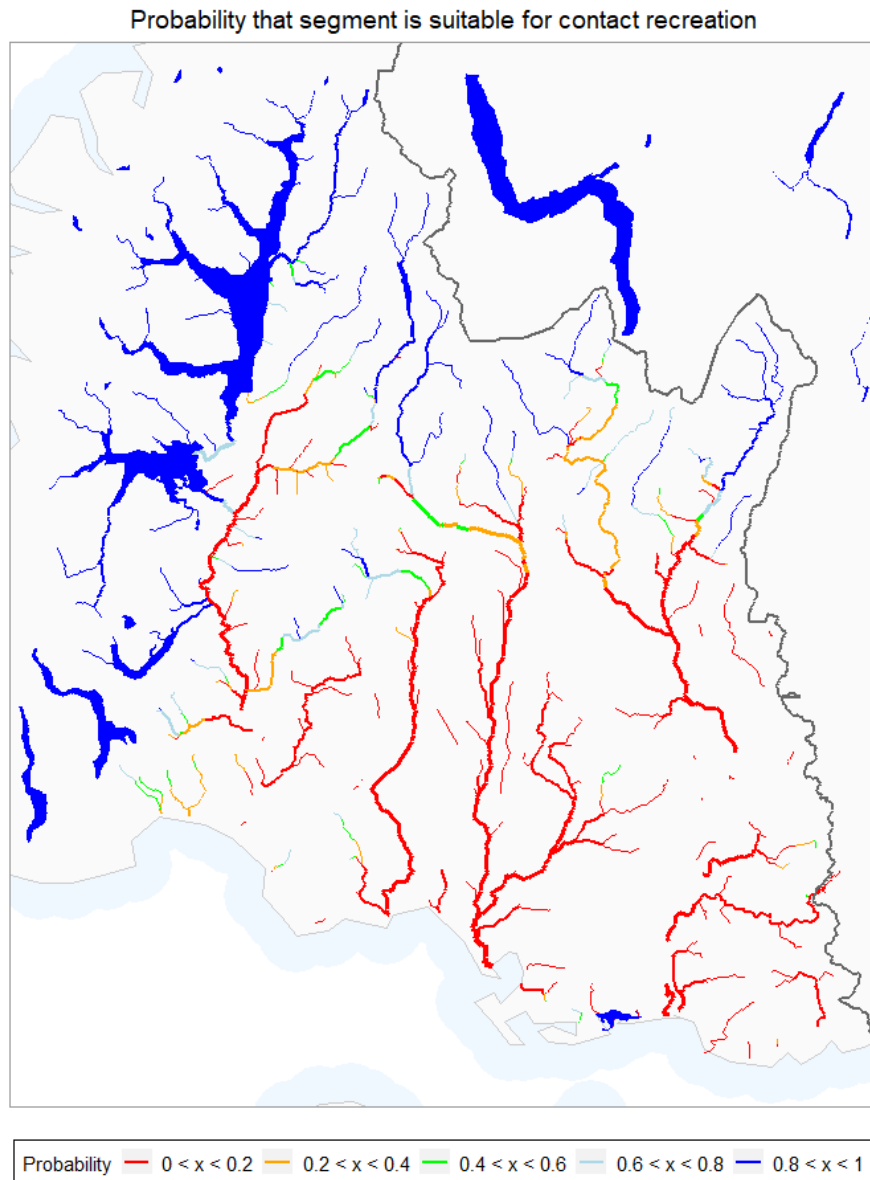 Probability that segment is suitable for contact recreation
Probability 0 < x < 0.2 0.2 < x < 0.4 0.4 < x < 0.6 0.6 < x < 0.8 0.8 < x < 1